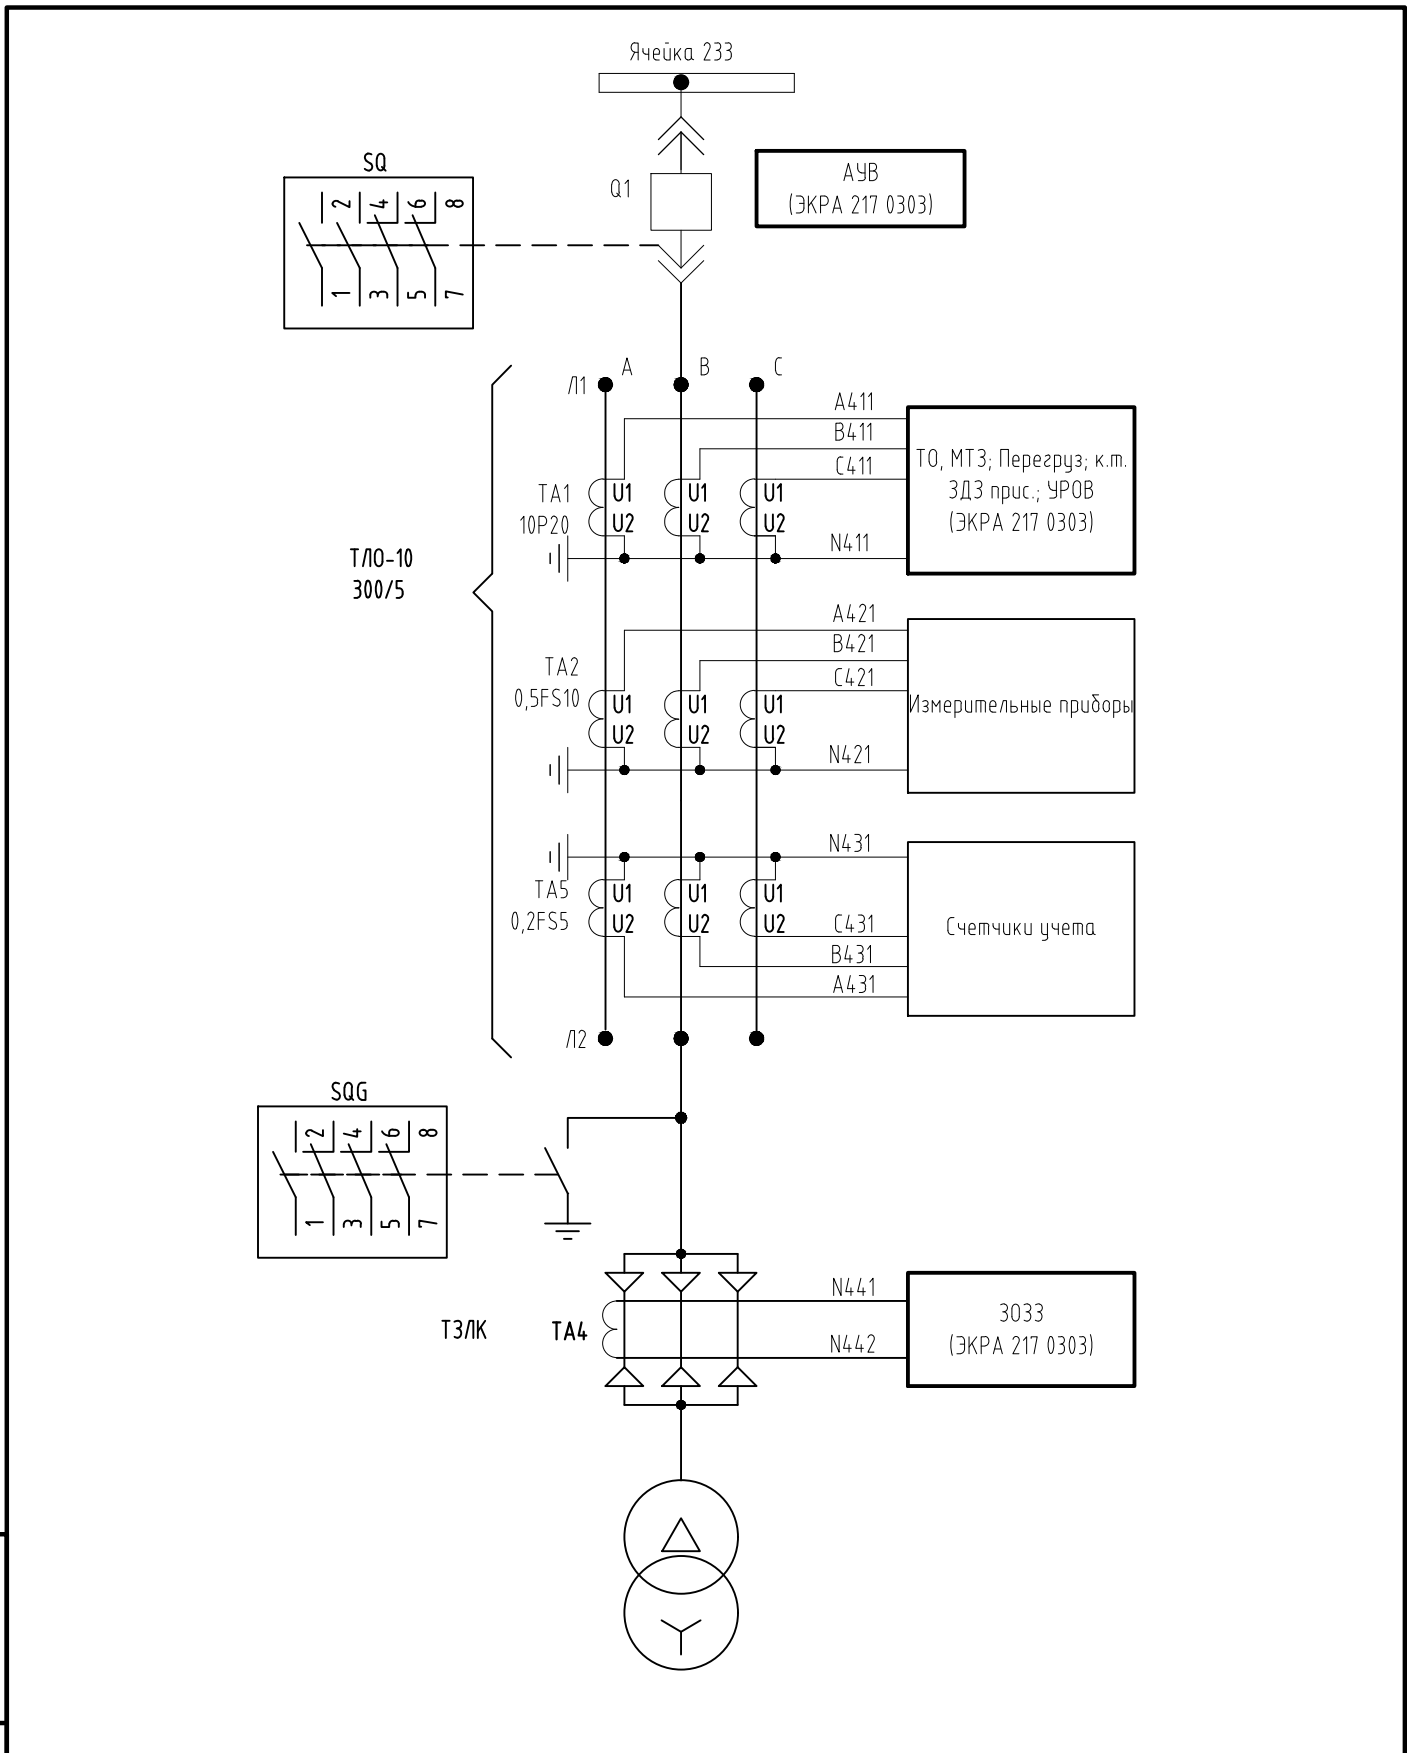 Ячейка 233
SQ
2 4 6 8
1 3 5 7
Q1
АУВ
(ЭКРА 217 0303)
Л1
A
B
C
ТЛО-10
300/5
TA1
10P20
U1 U1 U1
U2 U2 U2
A411
B411
C411
N411
ТО, МТЗ; Перегруз; к.т.
ЗДЗ прис.; УРОВ
(ЭКРА 217 0303)
TA2
0,5FS10
U1 U1 U1
U2 U2 U2
A421
B421
C421
N421
Измерительные приборы
TA5
0,2FS5
U1 U1 U1
U2 U2 U2
N431
C431
B431
A431
Счетчики учета
Л2
SQG
2 4 6 8
1 3 5 7
ТЗЛК
TA4
N441
N442
ЗОЗЗ
(ЭКРА 217 0303)